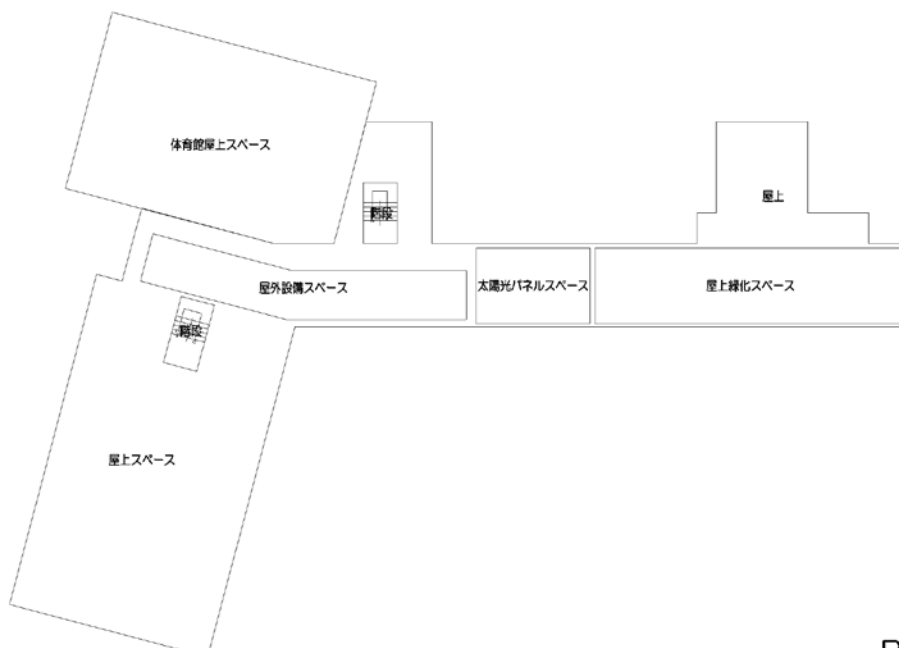 体育館屋上スペース
屋上
階段
屋外設備スペース
太陽光パネルスペース
屋上緑化スペース
階段
屋上スペース